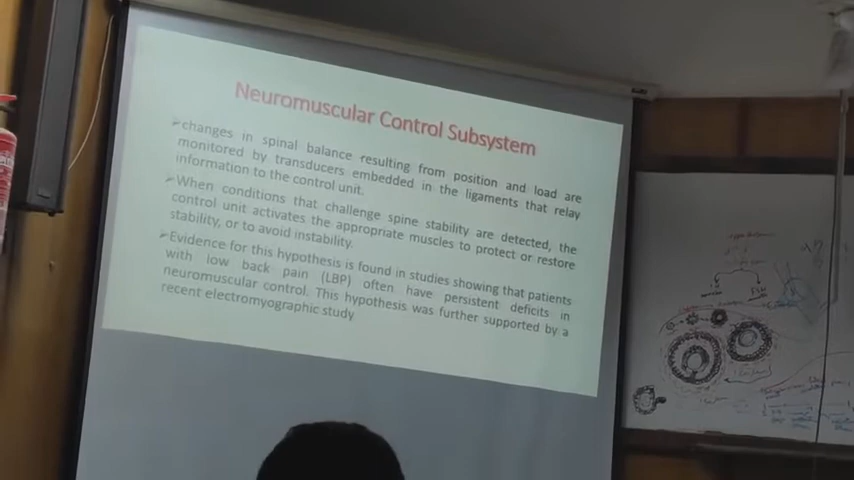 Neuromuscular Control Subsystem
➢changes in spinal balance resulting from position and load are
monitored by transducers embedded in the ligaments that relay
information to the control unit.
➢When conditions that challenge spine stability are detected, the
control unit activates the appropriate muscles to protect or restore
stability, or to avoid instability.
➢Evidence for this hypothesis is found in studies showing that patients
with low back pain (LBP) often have persistent deficits in
neuromuscular control. This hypothesis was further supported by a
recent electromyographic study